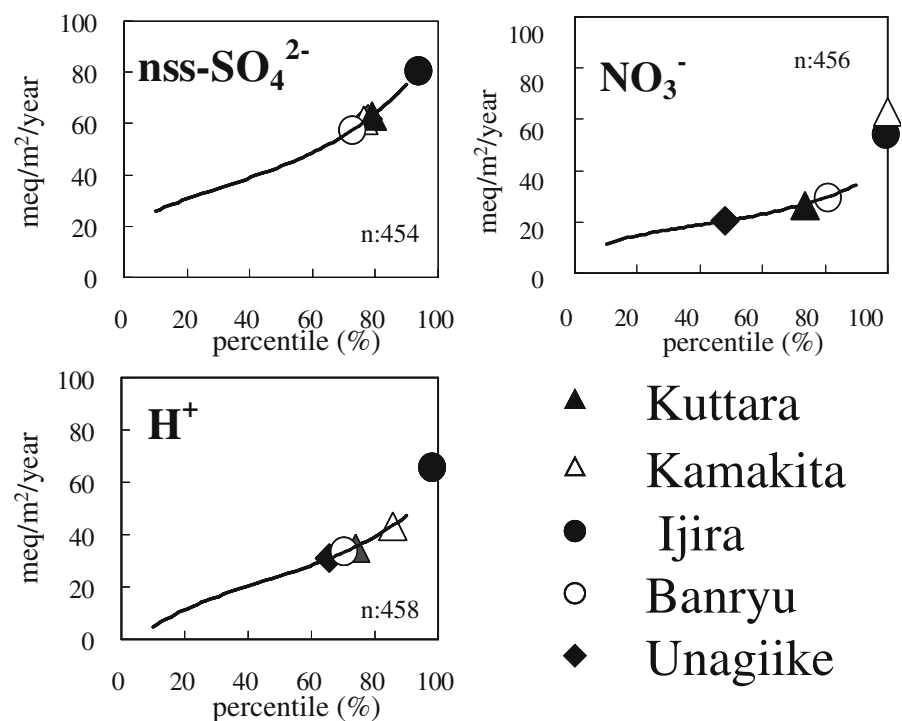 nss-SO₄²⁻
meq/m²/year
100
80
60
40
20
0
n:454
0 20 40 60 80 100
percentile (%)
NO₃⁻
n:456
meq/m²/year
100
80
60
40
20
0
0 20 40 60 80 100
percentile (%)
H⁺
meq/m²/year
100
80
60
40
20
0
n:458
0 20 40 60 80 100
percentile (%)
Kuttara
Kamakita
Ijira
Banryu
Unagiike